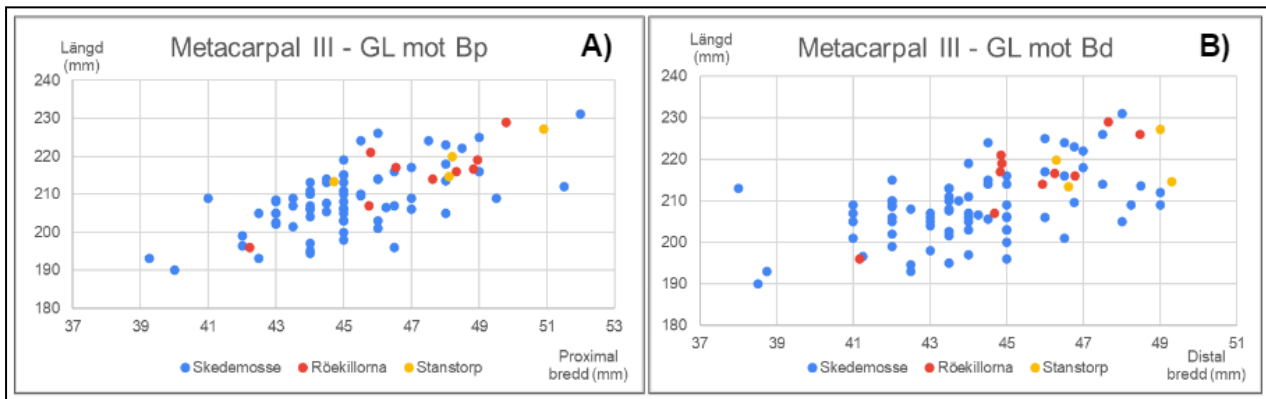 Metacarpal III - GL mot Bp
A)
Längd
(mm)
240
230
220
210
200
190
180
37 39 41 43 45 47 49 51 53
Proximal
bredd (mm)
Skedemosse Röekillorna Stanstorp
Metacarpal III - GL mot Bd
B)
Längd
(mm)
240
230
220
210
200
190
180
37 39 41 43 45 47 49 51
Distal
bredd (mm)
Skedemosse Röekillorna Stanstorp